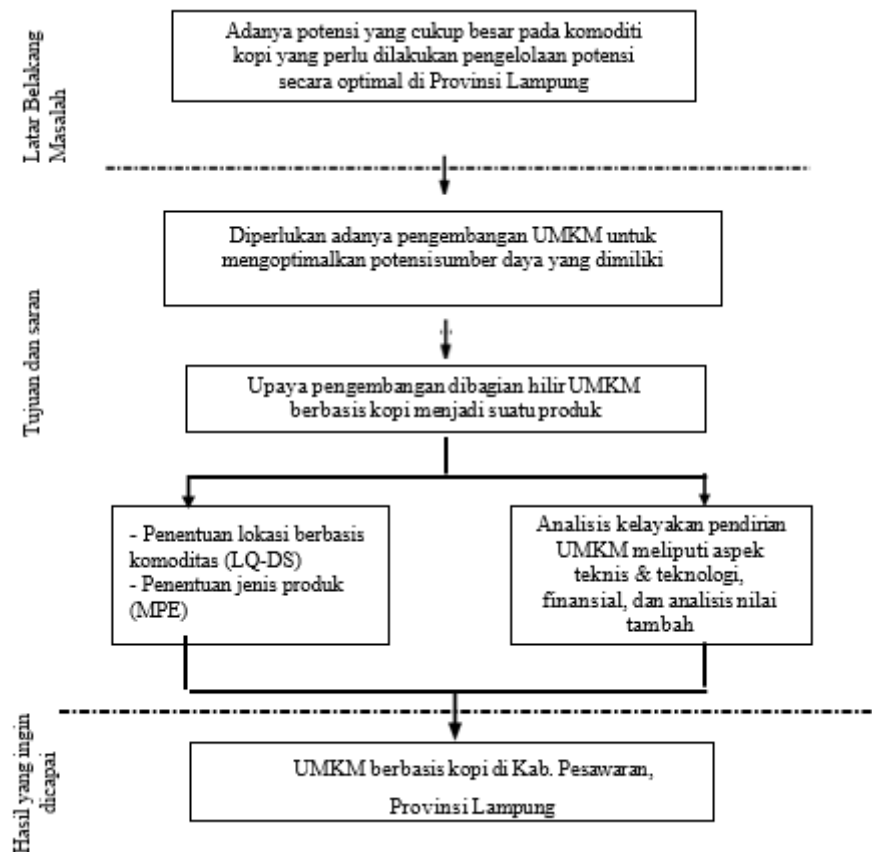 Latar Belakang
Masalah
Adanya potensi yang cukup besar pada komoditi
kopi yang perlu dilakukan pengelolaan potensi
secara optimal di Provinsi Lampung
Tujuan dan saran
Diperlukan adanya pengembangan UMKM untuk
mengoptimalkan potensisumber daya yang dimiliki
Upaya pengembangan dibagian hilir UMKM
berbasis kopi menjadi suatu produk
- Penentuan lokasi berbasis
komoditas (LQ-DS)
- Penentuan jenis produk
(MPE)
Analisis kelayakan pendirian
UMKM meliputi aspek
teknis & teknologi,
finansial, dan analisis nilai
tambah
Hasil yang ingin
dicapai
UMKM berbasis kopi di Kab. Pesawaran,
Provinsi Lampung